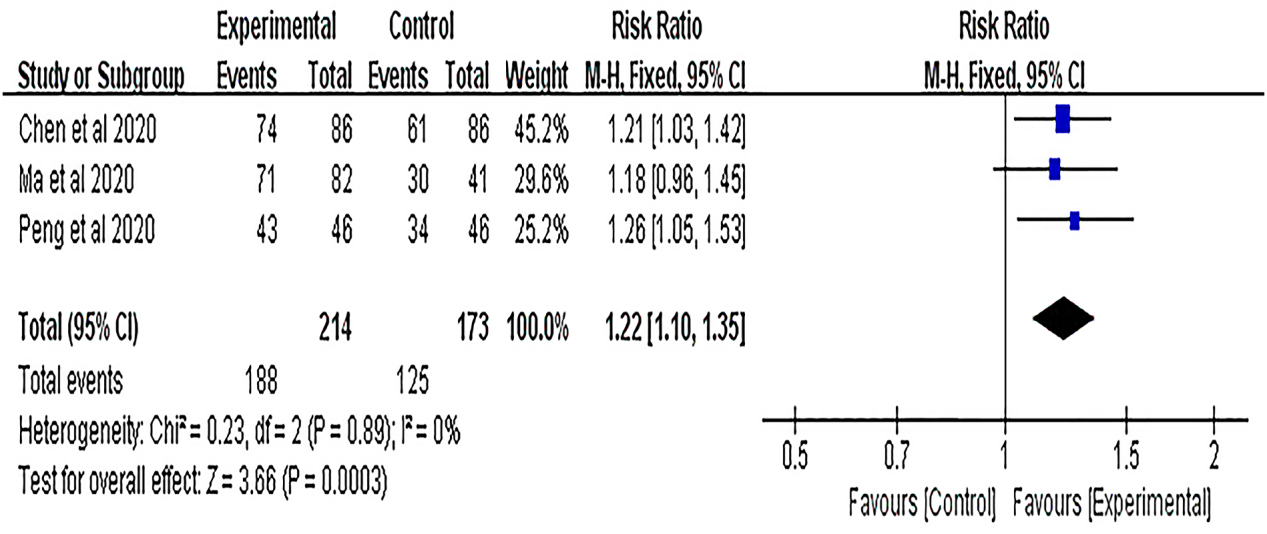 Experimental Control Risk Ratio Risk Ratio
Study or Subgroup Events Total Events Total Weight M-H, Fixed, 95% CI M-H, Fixed, 95% CI
Chen et al 2020 74 86 61 86 45.2% 1.21 [1.03, 1.42]
Ma et al 2020 71 82 30 41 29.6% 1.18 [0.96, 1.45]
Peng et al 2020 43 46 34 46 25.2% 1.26 [1.05, 1.53]
Total (95% CI) 214 173 100.0% 1.22 [1.10, 1.35]
Total events 188 125
Heterogeneity: Chi² = 0.23, df = 2 (P = 0.89); I² = 0%
Test for overall effect: Z = 3.66 (P = 0.0003)
0.5 0.7 1 1.5 2
Favours [Control] Favours [Experimental]